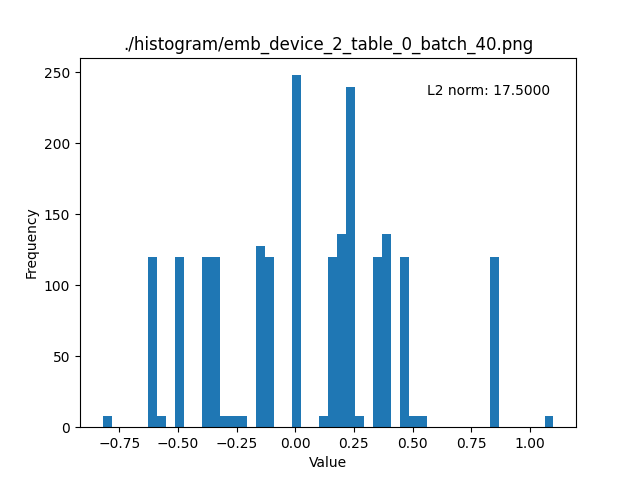 ./histogram/emb_device_2_table_0_batch_40.png
L2 norm: 17.5000
Frequency
250
200
150
100
50
0
−0.75 −0.50 −0.25 0.00 0.25 0.50 0.75 1.00
Value